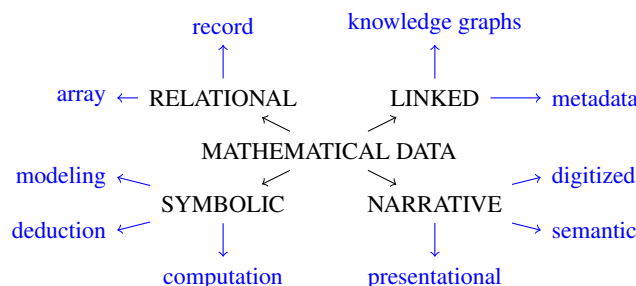 record
knowledge graphs
array
RELATIONAL
LINKED
metadata
MATHEMATICAL DATA
modeling
digitized
SYMBOLIC
NARRATIVE
deduction
semantic
computation
presentational